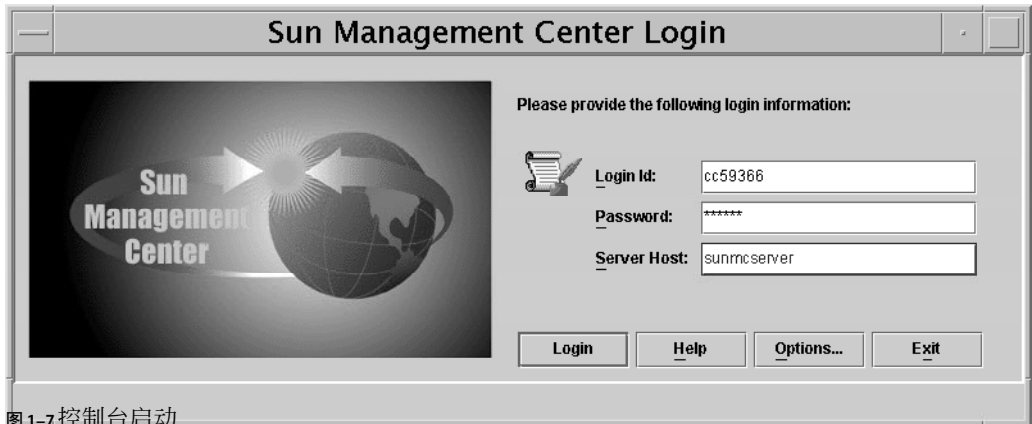 Sun Management Center Login
Sun
Management
Center
Please provide the following login information:
Login Id: cc59366
Password: ******
Server Host: sunmcserver
Login Help Options... Exit
图 1–7 控制台启动